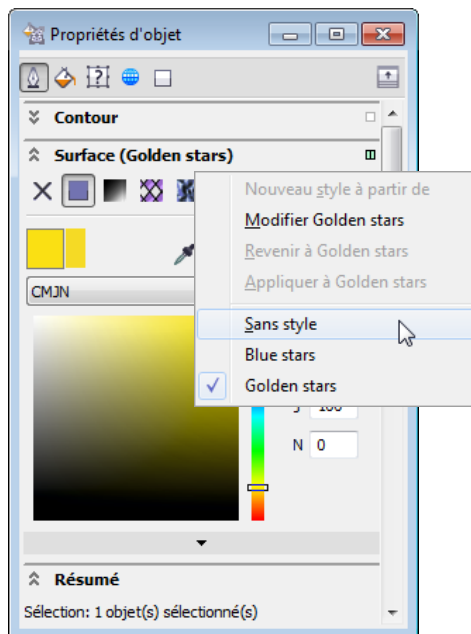 Propriétés d'objet
Contour
Surface (Golden stars)
Nouveau style à partir de
Modifier Golden stars
Revenir à Golden stars
Appliquer à Golden stars
CMJN
Sans style
Blue stars
Golden stars
N 0
Résumé
Sélection: 1 objet(s) sélectionné(s)